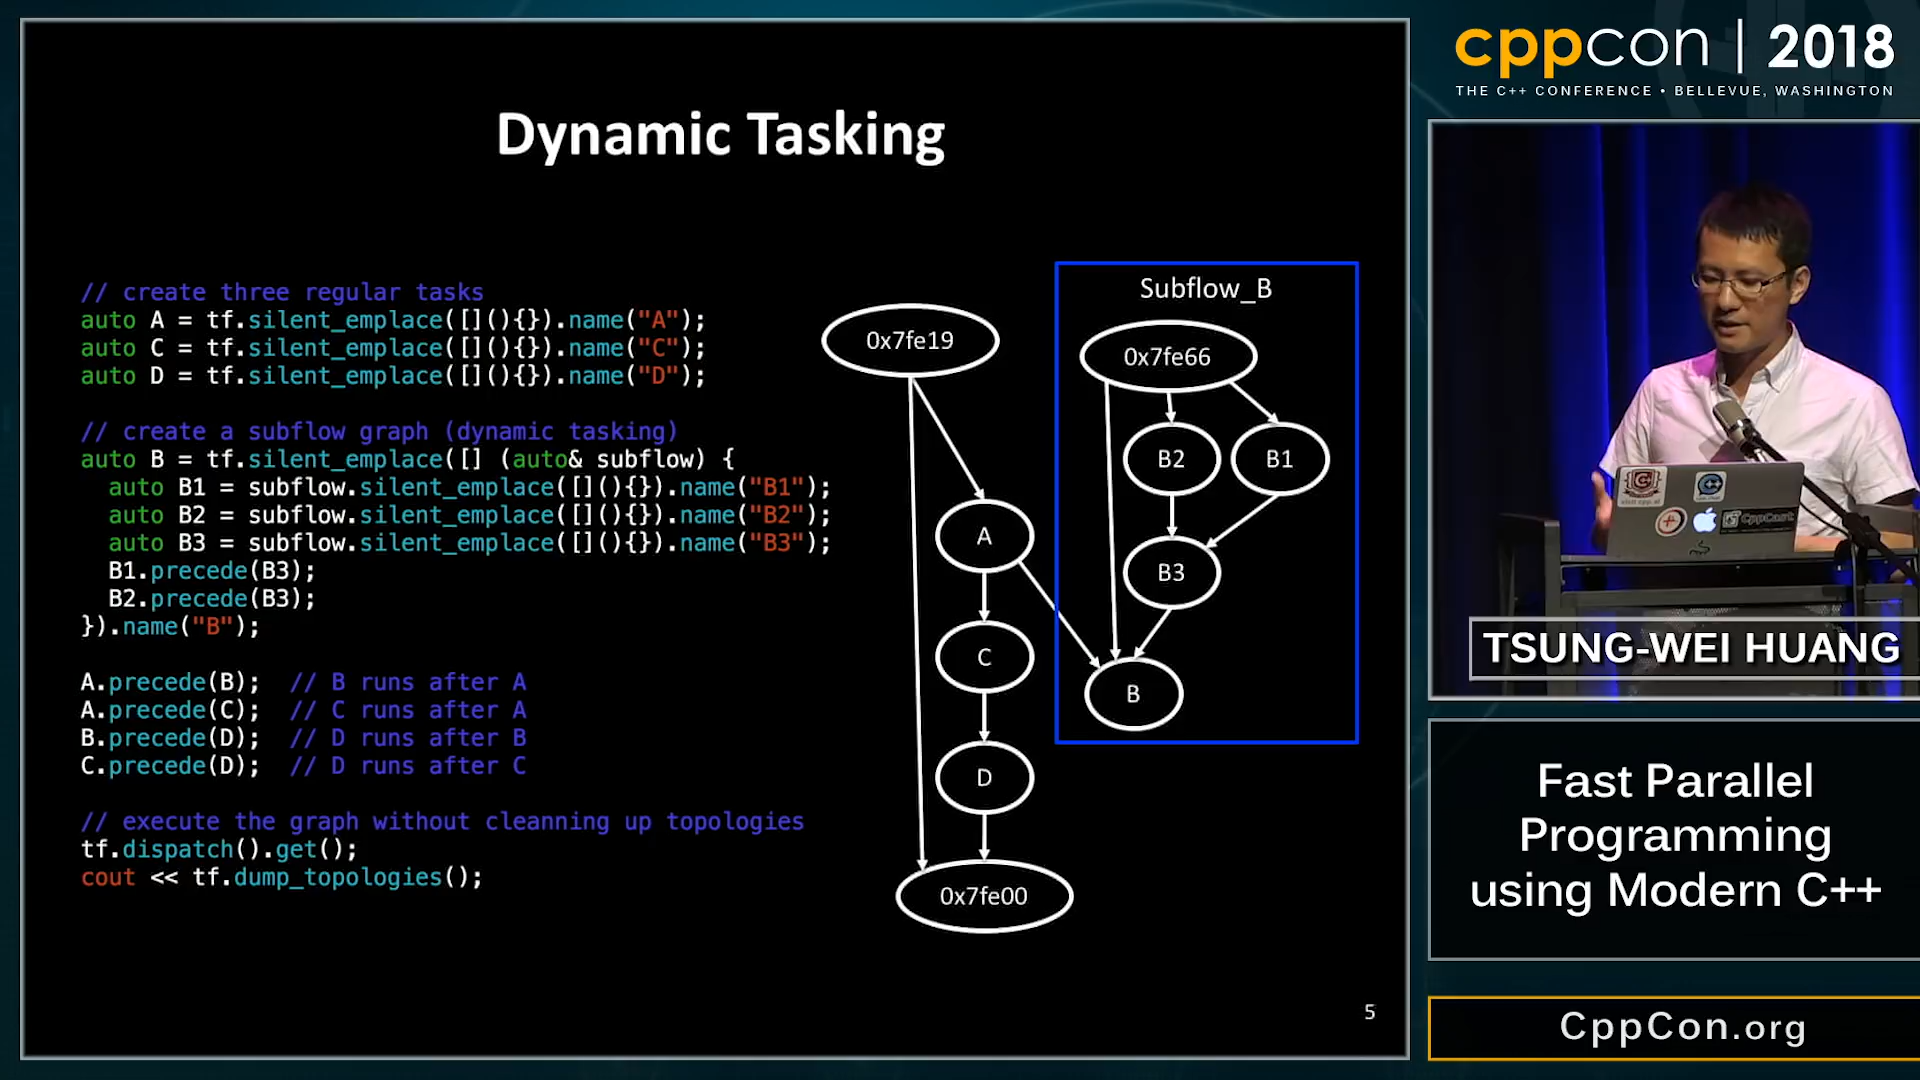 Dynamic Tasking
// create three regular tasks
auto A = tf.silent_emplace([](){}).name("A");
auto C = tf.silent_emplace([](){}).name("C");
auto D = tf.silent_emplace([](){}).name("D");
// create a subflow graph (dynamic tasking)
auto B = tf.silent_emplace([] (auto& subflow) {
auto B1 = subflow.silent_emplace([](){}).name("B1");
auto B2 = subflow.silent_emplace([](){}).name("B2");
auto B3 = subflow.silent_emplace([](){}).name("B3");
B1.precede(B3);
B2.precede(B3);
}).name("B");
A.precede(B);  // B runs after A
A.precede(C);  // C runs after A
B.precede(D);  // D runs after B
C.precede(D);  // D runs after C
// execute the graph without cleanning up topologies
tf.dispatch().get();
cout << tf.dump_topologies();
0x7fe19
A
C
D
0x7fe00
Subflow_B
0x7fe66
B2
B1
B3
B
5
cppcon | 2018
THE C++ CONFERENCE • BELLEVUE, WASHINGTON
CppCast
TSUNG-WEI HUANG
Fast Parallel
Programming
using Modern C++
CppCon.org